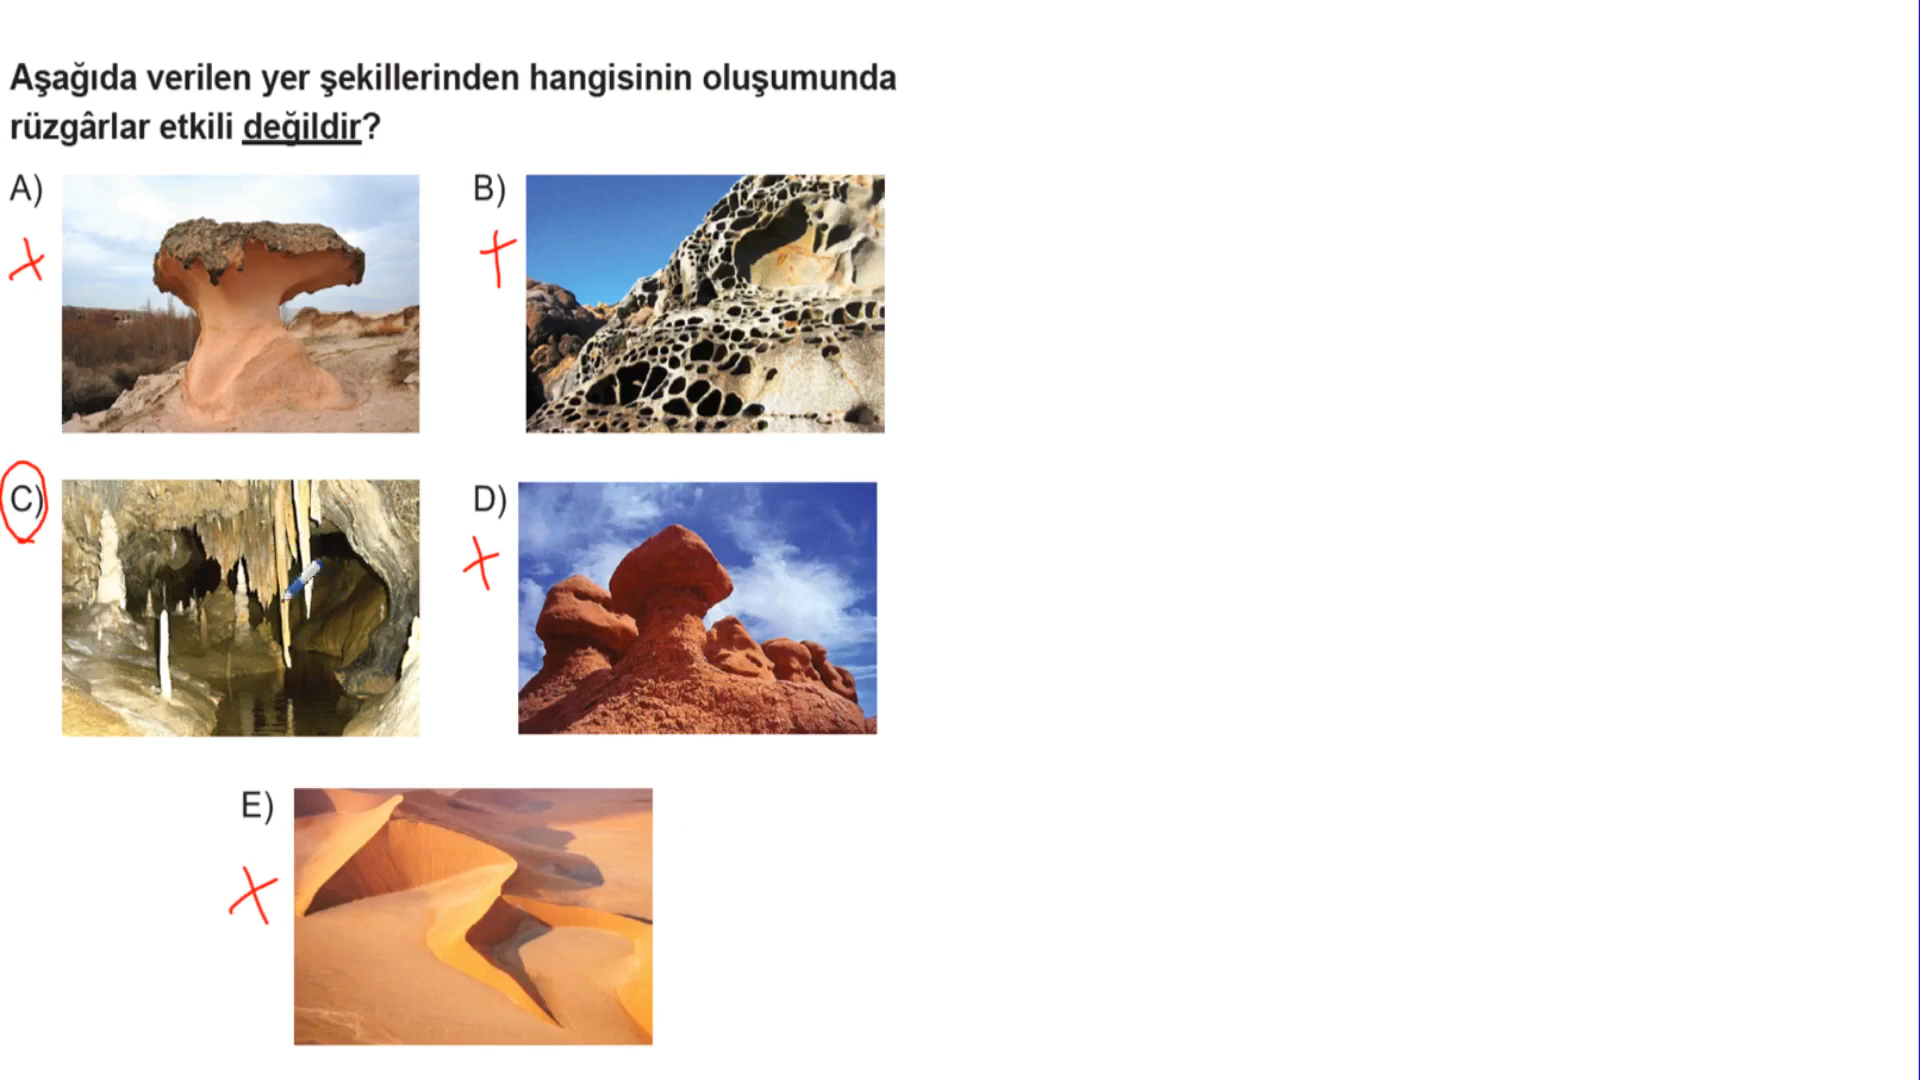 Aşağıda verilen yer şekillerinden hangisinin oluşumunda
rüzgârlar etkili değildir?
A)
B)
C)
D)
E)